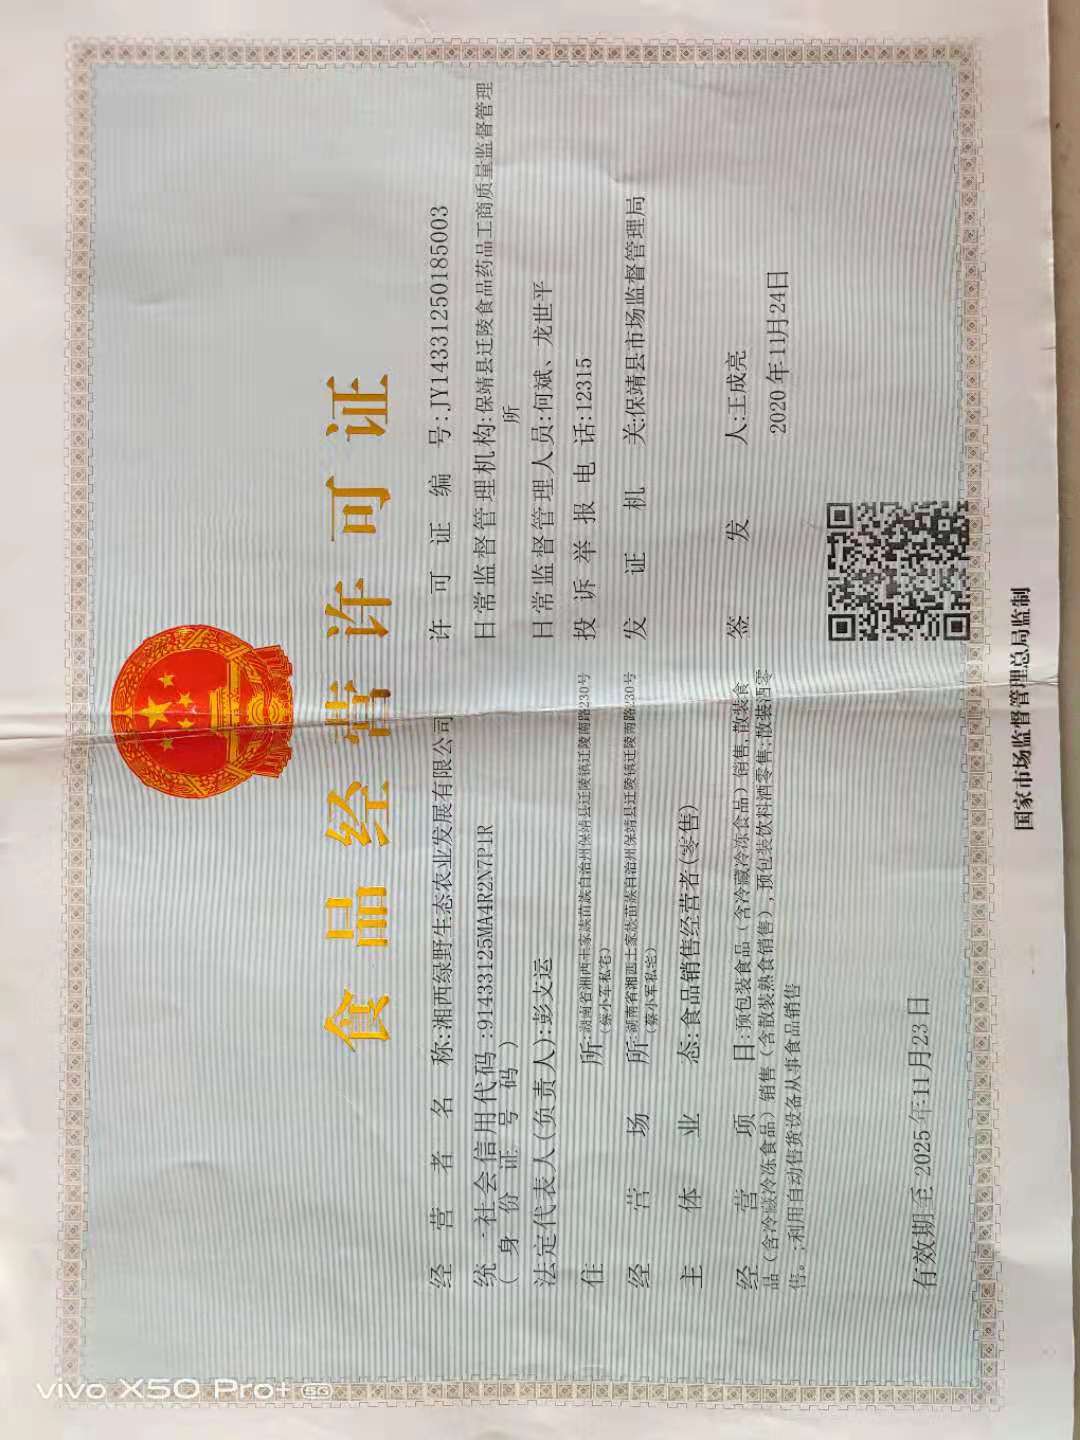 食品经营许可证
经营者名称:湘西绿野生态农业发展有限公司
统一社会信用代码:91433125MA4R2N7P1R
(身份证号码)
法定代表人(负责人):彭支运
住所:湖南省湘西土家族苗族自治州保靖县迁陵镇迁陵南路230号
(蔡小军私宅)
经营场所:湖南省湘西土家族苗族自治州保靖县迁陵镇迁陵南路230号
(蔡小军私宅)
主体业态:食品销售经营者(零售)
经营项目:预包装食品(含冷藏冷冻食品)销售,散装食
品(含冷藏冷冻食品)销售(含散装熟食销售),预包装饮料酒零售;散装酒零
售。;利用自动售货设备从事食品销售
有效期至2025年11月23日
许可证编号:JY14331250185003
日常监督管理机构:保靖县迁陵食品药品工商质量监督管理
所
日常监督管理人员:何斌、龙世平
投诉举报电话:12315
发证机关:保靖县市场监督管理局
签发人:王成亮
2020年11月24日
国家市场监督管理总局监制
vivo X50 Pro+ 5G